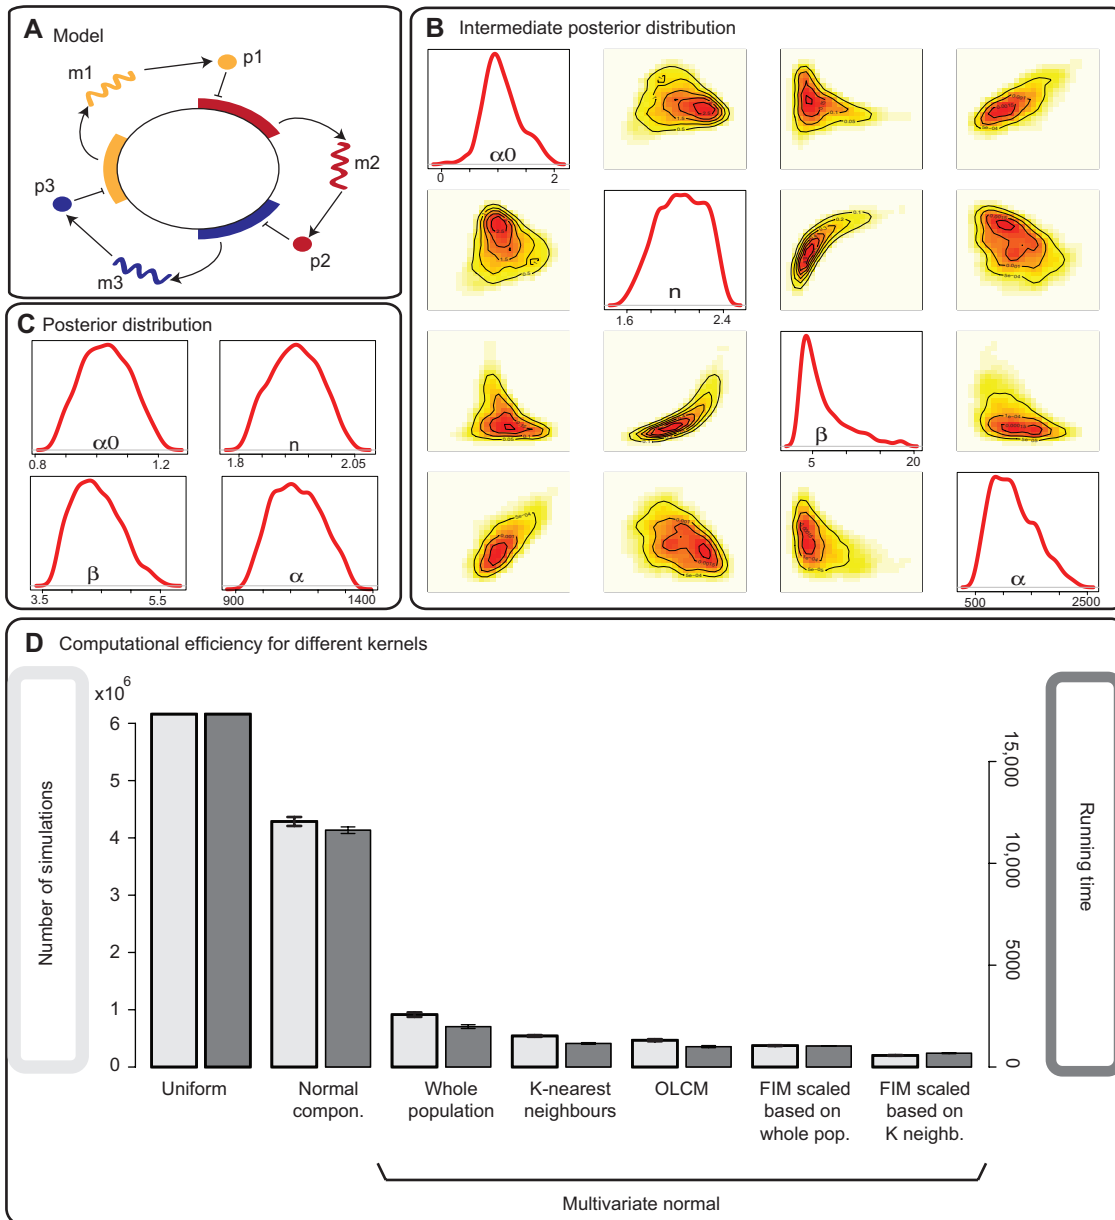 A Model
p1
m1
m2
p3
p2
m3
B Intermediate posterior distribution
α0
0 2
n
1.6 2.4
β
5 20
α
500 2500
C Posterior distribution
α0
0.8 1.2
n
1.8 2.05
β
3.5 5.5
α
900 1400
D Computational efficiency for different kernels
Number of simulations
x10⁶
6
5
4
3
2
1
0
15,000
10,000
5000
0
Running time
Uniform
Normal
compon.
Whole
population
K-nearest
neighbours
OLCM
FIM scaled
based on
whole pop.
FIM scaled
based on
K neighb.
Multivariate normal